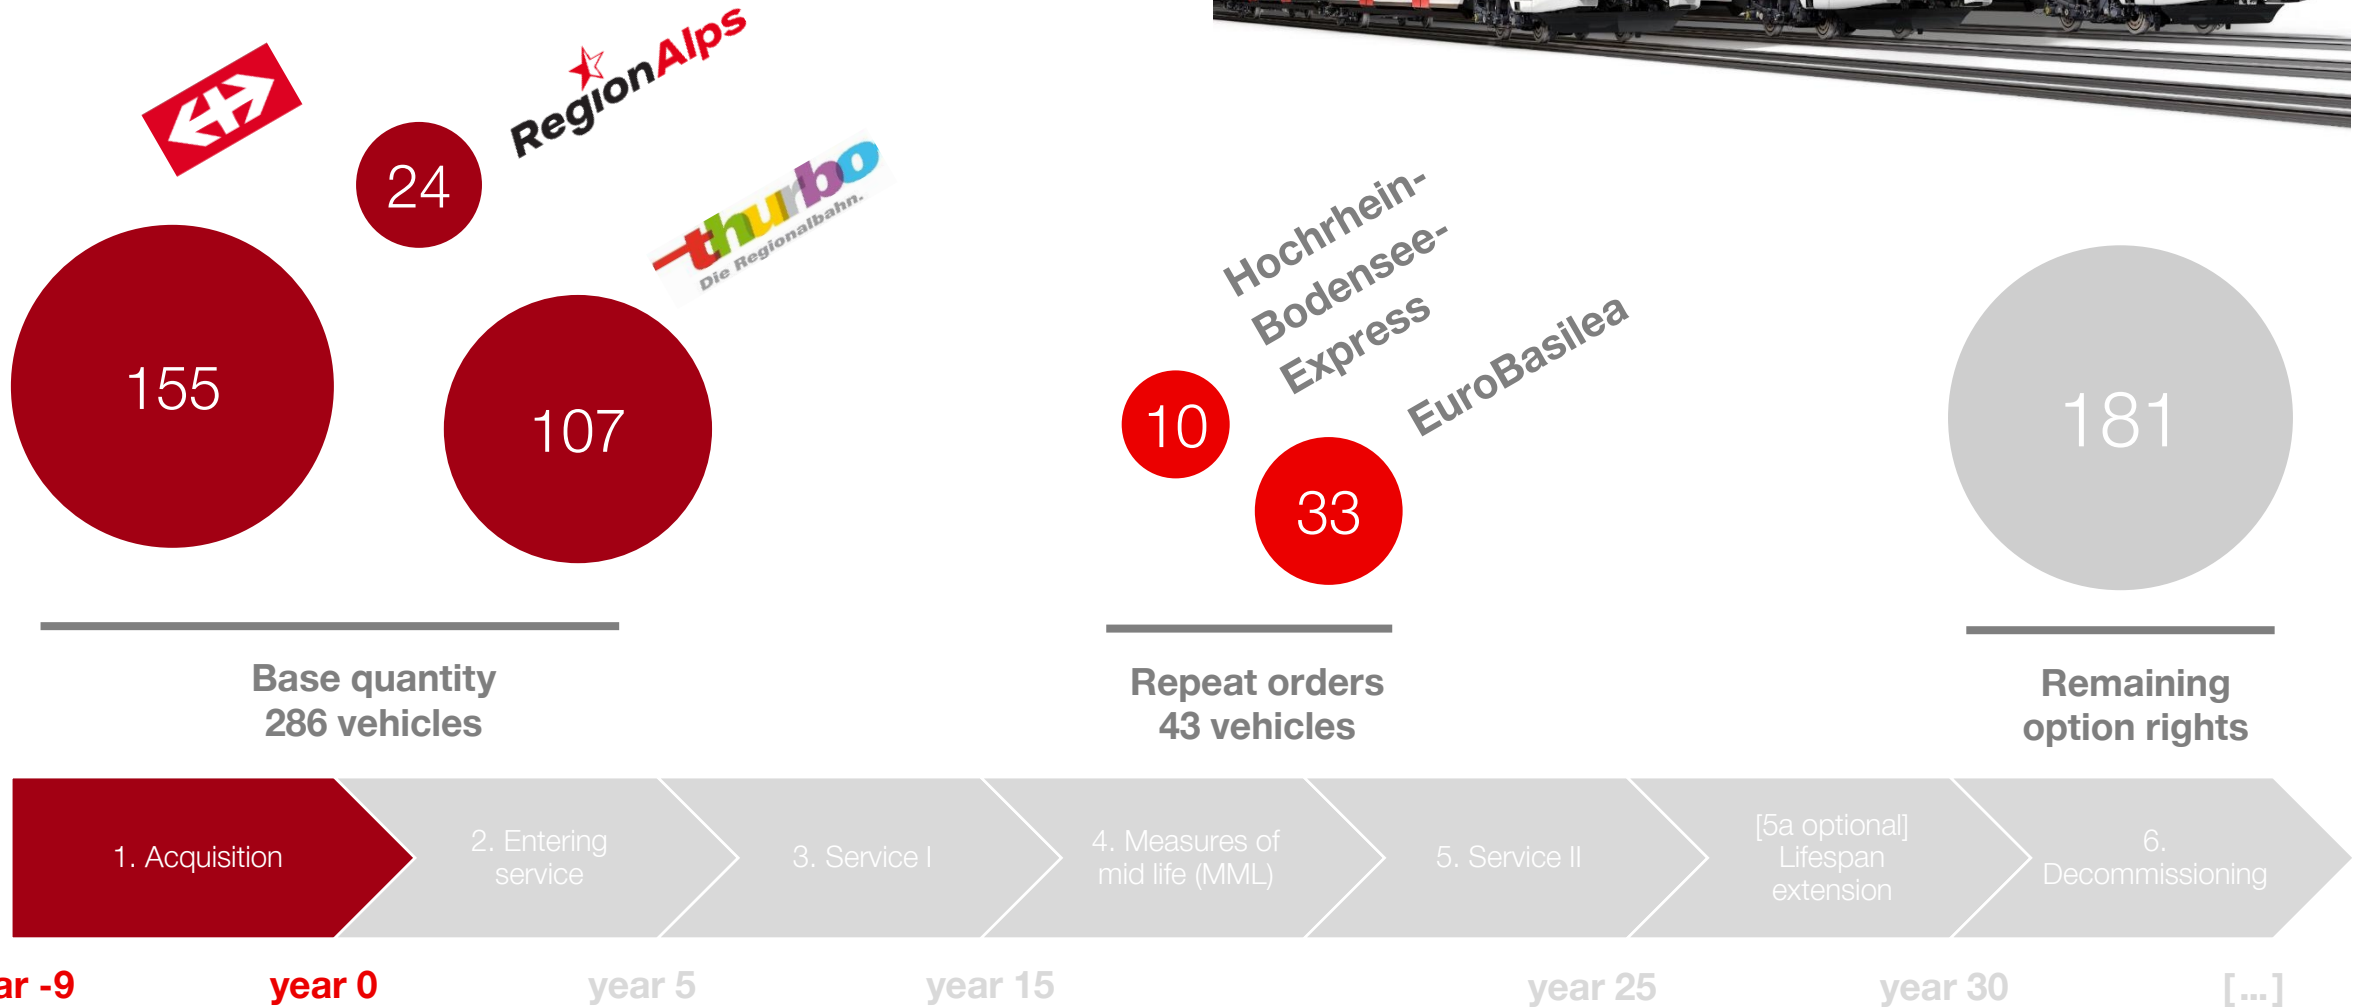 RegionAlps
24
thurbo
Die Regionalbahn.
155
107
Hochrhein-
Bodensee-
Express
EuroBasilea
10
33
181
Base quantity
286 vehicles
Repeat orders
43 vehicles
Remaining
option rights
1. Acquisition
2. Entering
service
3. Service I
4. Measures of
mid life (MML)
5. Service II
[5a optional]
Lifespan
extension
6.
Decommissioning
ar -9
year 0
year 5
year 15
year 25
year 30
[...]